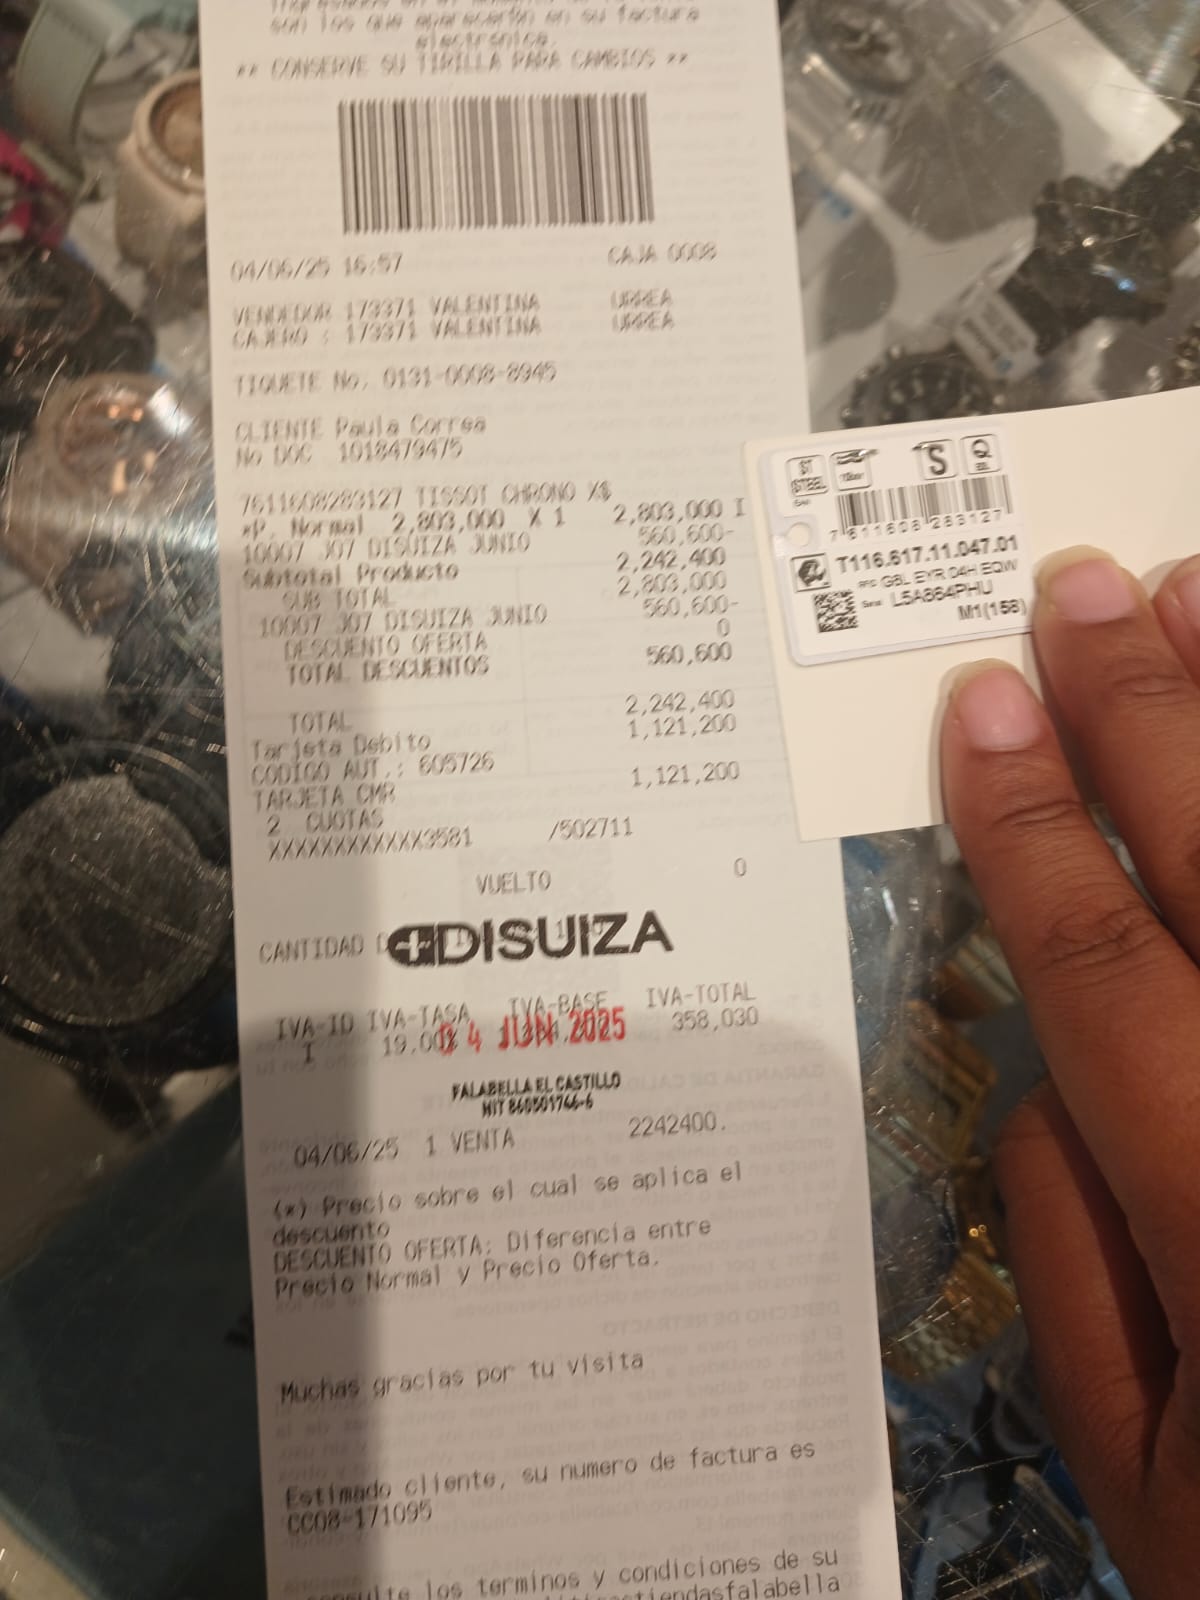 son los que aparecerán en su factura
electrónica.
** CONSERVE SU TIRILLA PARA CAMBIOS **
04/06/25 16:57 CAJA 0008
VENDEDOR 173371 VALENTINA URREA
CAJERO : 173371 VALENTINA URREA
TIQUETE No. 0131-0008-8945
CLIENTE Paula Correa
No DOC 1018479475
7611608283127 TISSOT CHRONO X$
*P. Normal 2,803,000 X 1 2,803,000 I
10007 J07 DISUIZA JUNIO 560,600-
Subtotal Producto 2,242,400
SUB TOTAL 2,803,000
10007 J07 DISUIZA JUNIO 560,600-
DESCUENTO OFERTA 0
TOTAL DESCUENTOS 560,600
TOTAL 2,242,400
Tarjeta Debito 1,121,200
CODIGO AUT.: 605726
TARJETA CMR 1,121,200
2 CUOTAS
XXXXXXXXXXXX3581 /502711
VUELTO 0
CANTIDAD
DISUIZA
IVA-ID IVA-TASA IVA-BASE IVA-TOTAL
I 19.00% 358,030
04 JUN 2025
FALABELLA EL CASTILLO
NIT 860501766-6
04/06/25 1 VENTA 2242400.
(*) Precio sobre el cual se aplica el
descuento
DESCUENTO OFERTA: Diferencia entre
Precio Normal y Precio Oferta.
Muchas gracias por tu visita
Estimado cliente, su numero de factura es
CC08-171095
los terminos y condiciones de su
ST
STEEL
S
Q
7 611608 283127
T116.617.11.047.01
GBL EYR 04H EQW
L5A864PHU
M1(158)